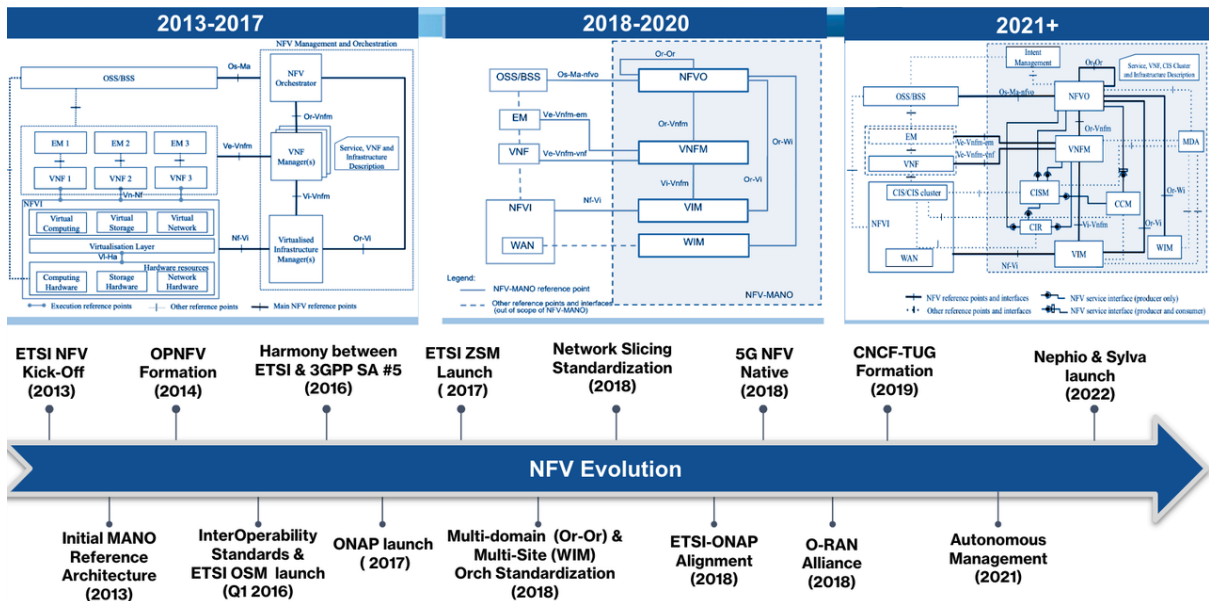 2013-2017
2018-2020
2021+
NFV Management and Orchestration
OSS/BSS
Os-Ma
NFV
Orchestrator
Or-Vnfm
EM 1
EM 2
EM 3
Ve-Vnfm
VNF
Manager(s)
Service, VNF and
Infrastructure
Description
VNF 1
VNF 2
VNF 3
Vn-Nf
Vi-Vnfm
NFVI
Virtual
Computing
Virtual
Storage
Virtual
Network
Virtualisation Layer
Nf-Vi
Virtualised
Infrastructure
Manager(s)
Or-Vi
Vl-Ha
Hardware resources
Computing
Hardware
Storage
Hardware
Network
Hardware
Execution reference points
Other reference points
Main NFV reference points
Or-Or
OSS/BSS
Os-Ma-nfvo
NFVO
EM
Ve-Vnfm-em
Or-Vnfm
Or-Wi
VNF
Ve-Vnfm-vnf
VNFM
Vi-Vnfm
Or-Vi
NFVI
Nf-Vi
VIM
WAN
WIM
Legend:
NFV-MANO reference point
Other reference points and interfaces
(out of scope of NFV-MANO)
NFV-MANO
Intent
Management
Or-Or
Service, VNF, CIS Cluster
and Infrastructure Description
OSS/BSS
Os-Ma-nfvo
NFVO
Or-Vnfm
EM
Ve-Vnfm-em
VNF
Ve-Vnfm-vnf
VNFM
MDA
CIS/CIS cluster
CISM
CCM
Or-Wi
NFVI
CIR
Vi-Vnfm
Or-Vi
WAN
Nf-Vi
VIM
WIM
NFV reference points and interfaces
Other reference points and interfaces
NFV service interface (producer only)
NFV service interface (producer and consumer)
ETSI NFV
Kick-Off
(2013)
OPNFV
Formation
(2014)
Harmony between
ETSI & 3GPP SA #5
(2016)
ETSI ZSM
Launch
( 2017)
Network Slicing
Standardization
(2018)
5G NFV
Native
(2018)
CNCF-TUG
Formation
(2019)
Nephio & Sylva
launch
(2022)
NFV Evolution
Initial MANO
Reference
Architecture
(2013)
InterOperability
Standards &
ETSI OSM launch
(Q1 2016)
ONAP launch
( 2017)
Multi-domain (Or-Or) &
Multi-Site (WIM)
Orch Standardization
(2018)
ETSI-ONAP
Alignment
(2018)
O-RAN
Alliance
(2018)
Autonomous
Management
(2021)